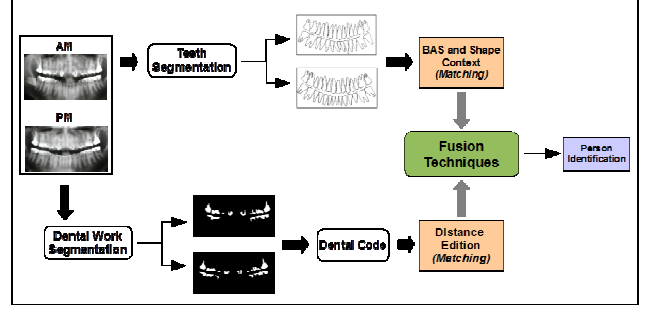 AM
PM
Teeth
Segmentation
BAS and Shape
Context
(Matching)
Fusion
Techniques
Person
Identification
Dental Work
Segmentation
Dental Code
Distance
Edition
(Matching)